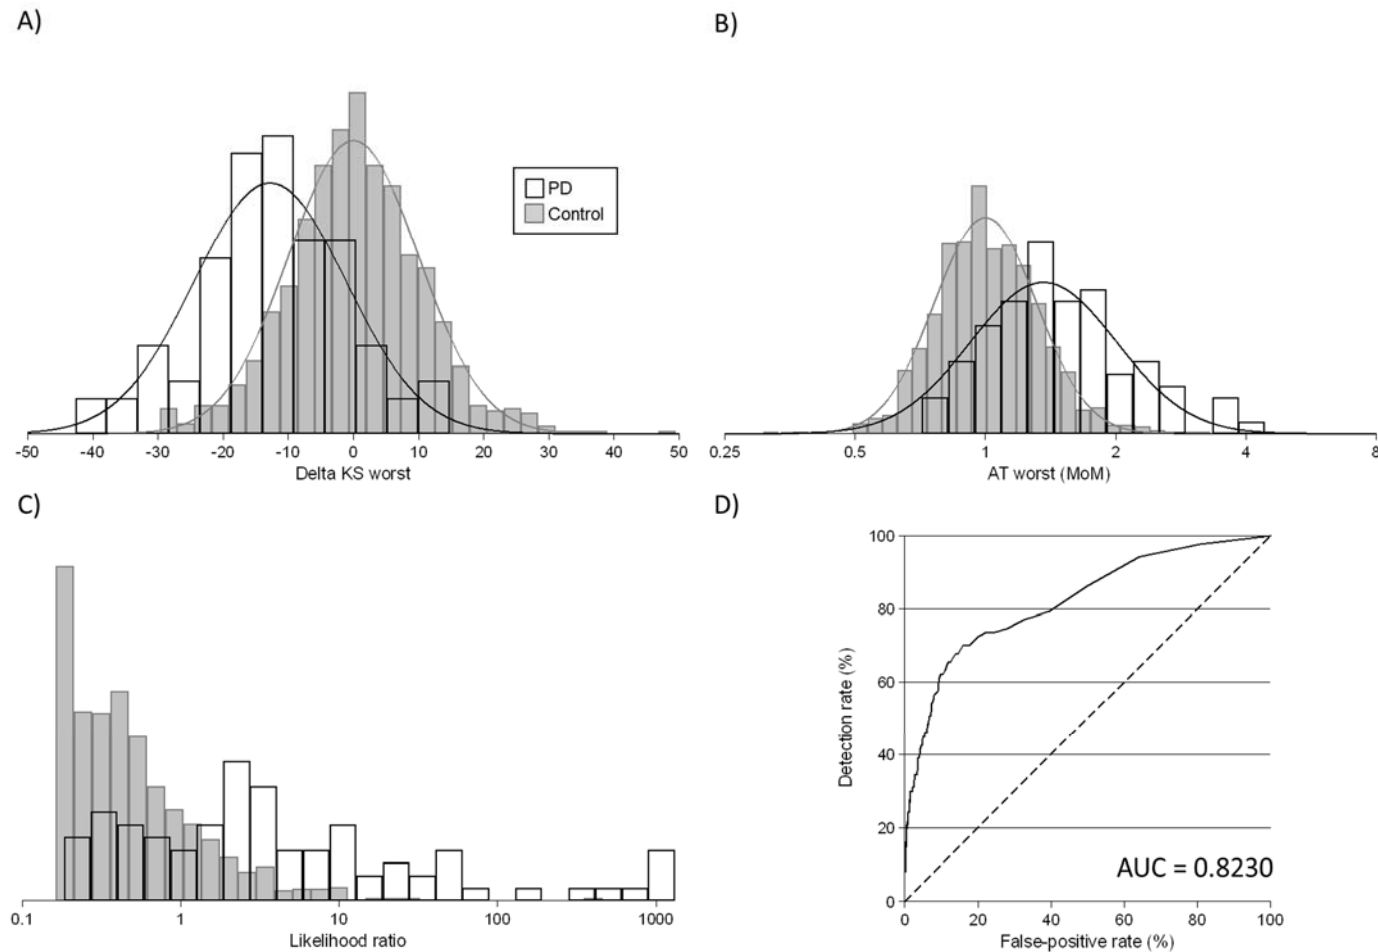 A)
B)
PD
Control
-50 -40 -30 -20 -10 0 10 20 30 40 50
Delta KS worst
0.25 0.5 1 2 4 8
AT worst (MoM)
C)
D)
0.1 1 10 100 1000
Likelihood ratio
100
80
60
40
20
0
Detection rate (%)
AUC = 0.8230
0 20 40 60 80 100
False-positive rate (%)